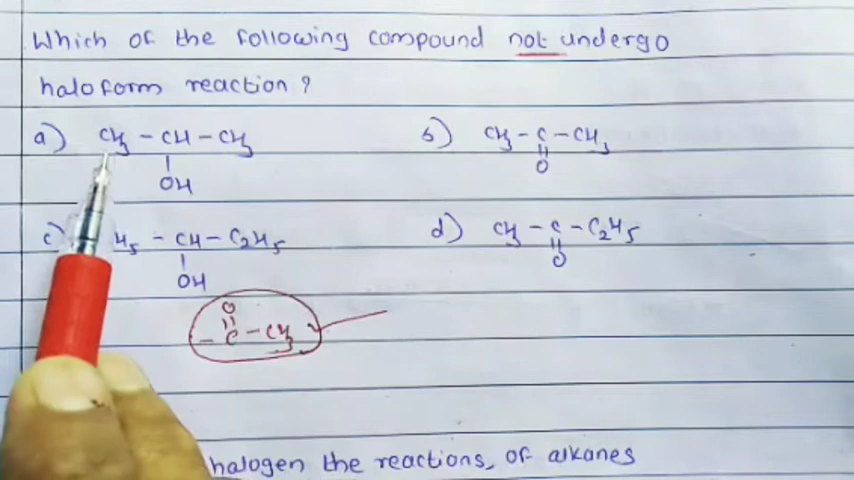 Which of the following compound not undergo
haloform reaction ?
a) CH3 - CH - CH3
OH
b) CH3 - C - CH3
O
c) H5 - CH - C2H5
OH
d) CH3 - C - C2H5
O
O
- C - CH3
halogen the reactions, of alkanes